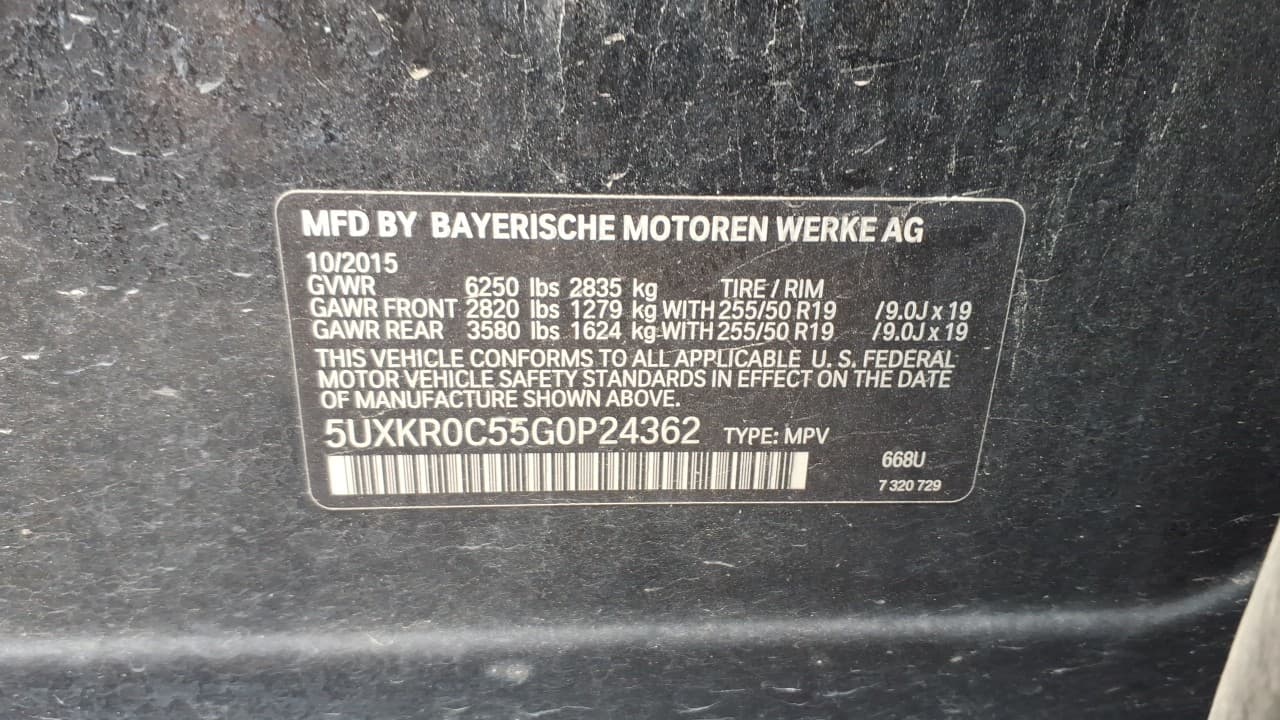 MFD BY BAYERISCHE MOTOREN WERKE AG
10/2015
GVWR 6250 lbs 2835 kg TIRE / RIM
GAWR FRONT 2820 lbs 1279 kg WITH 255/50 R19 /9.0J x 19
GAWR REAR 3580 lbs 1624 kg WITH 255/50 R19 /9.0J x 19
THIS VEHICLE CONFORMS TO ALL APPLICABLE U. S. FEDERAL
MOTOR VEHICLE SAFETY STANDARDS IN EFFECT ON THE DATE
OF MANUFACTURE SHOWN ABOVE.
5UXKR0C55G0P24362 TYPE: MPV
668U
7 320 729